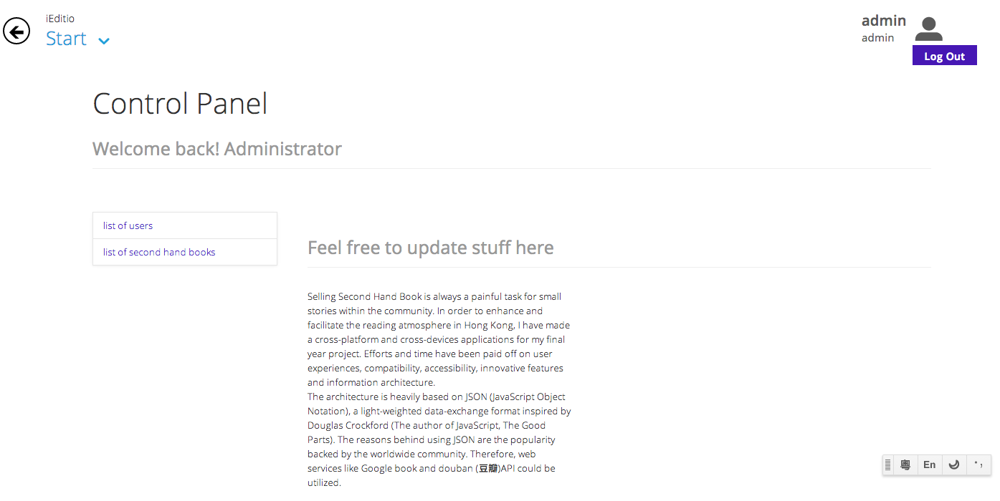 iEditio
Start
admin
admin
Log Out
Control Panel
Welcome back! Administrator
list of users
list of second hand books
Feel free to update stuff here
Selling Second Hand Book is always a painful task for small
stories within the community. In order to enhance and
facilitate the reading atmosphere in Hong Kong, I have made
a cross-platform and cross-devices applications for my final
year project. Efforts and time have been paid off on user
experiences, compatibility, accessibility, innovative features
and information architecture.
The architecture is heavily based on JSON (JavaScript Object
Notation), a light-weighted data-exchange format inspired by
Douglas Crockford (The author of JavaScript, The Good
Parts). The reasons behind using JSON are the popularity
backed by the worldwide community. Therefore, web
services like Google book and douban (豆瓣)API could be
utilized.
粵 En